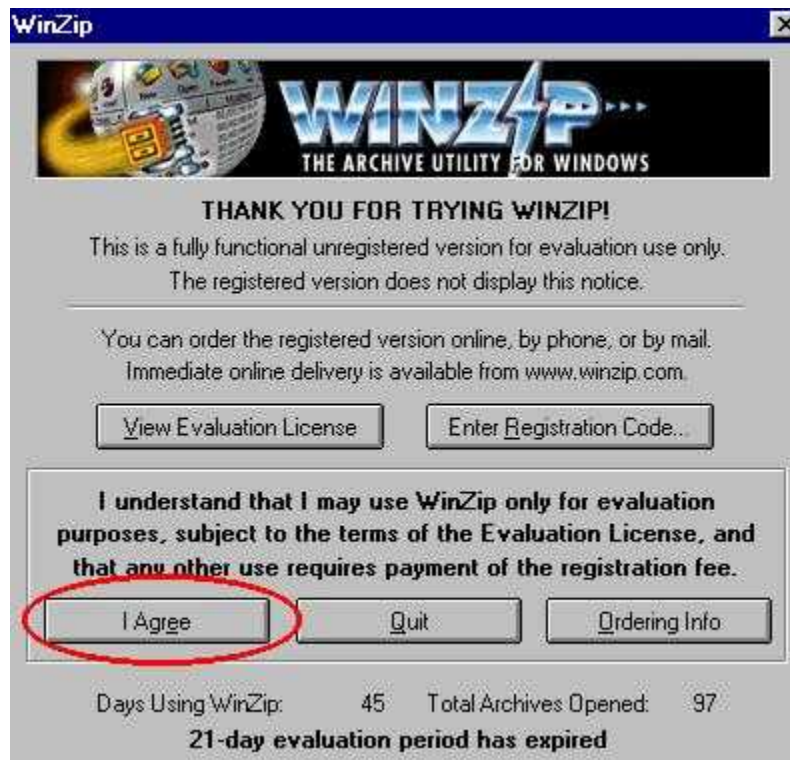 WinZip
WINZIP
THE ARCHIVE UTILITY FOR WINDOWS
THANK YOU FOR TRYING WINZIP!
This is a fully functional unregistered version for evaluation use only.
The registered version does not display this notice.
You can order the registered version online, by phone, or by mail.
Immediate online delivery is available from www.winzip.com.
View Evaluation License
Enter Registration Code...
I understand that I may use WinZip only for evaluation
purposes, subject to the terms of the Evaluation License, and
that any other use requires payment of the registration fee.
I Agree
Quit
Ordering Info
Days Using WinZip: 45 Total Archives Opened: 97
21-day evaluation period has expired